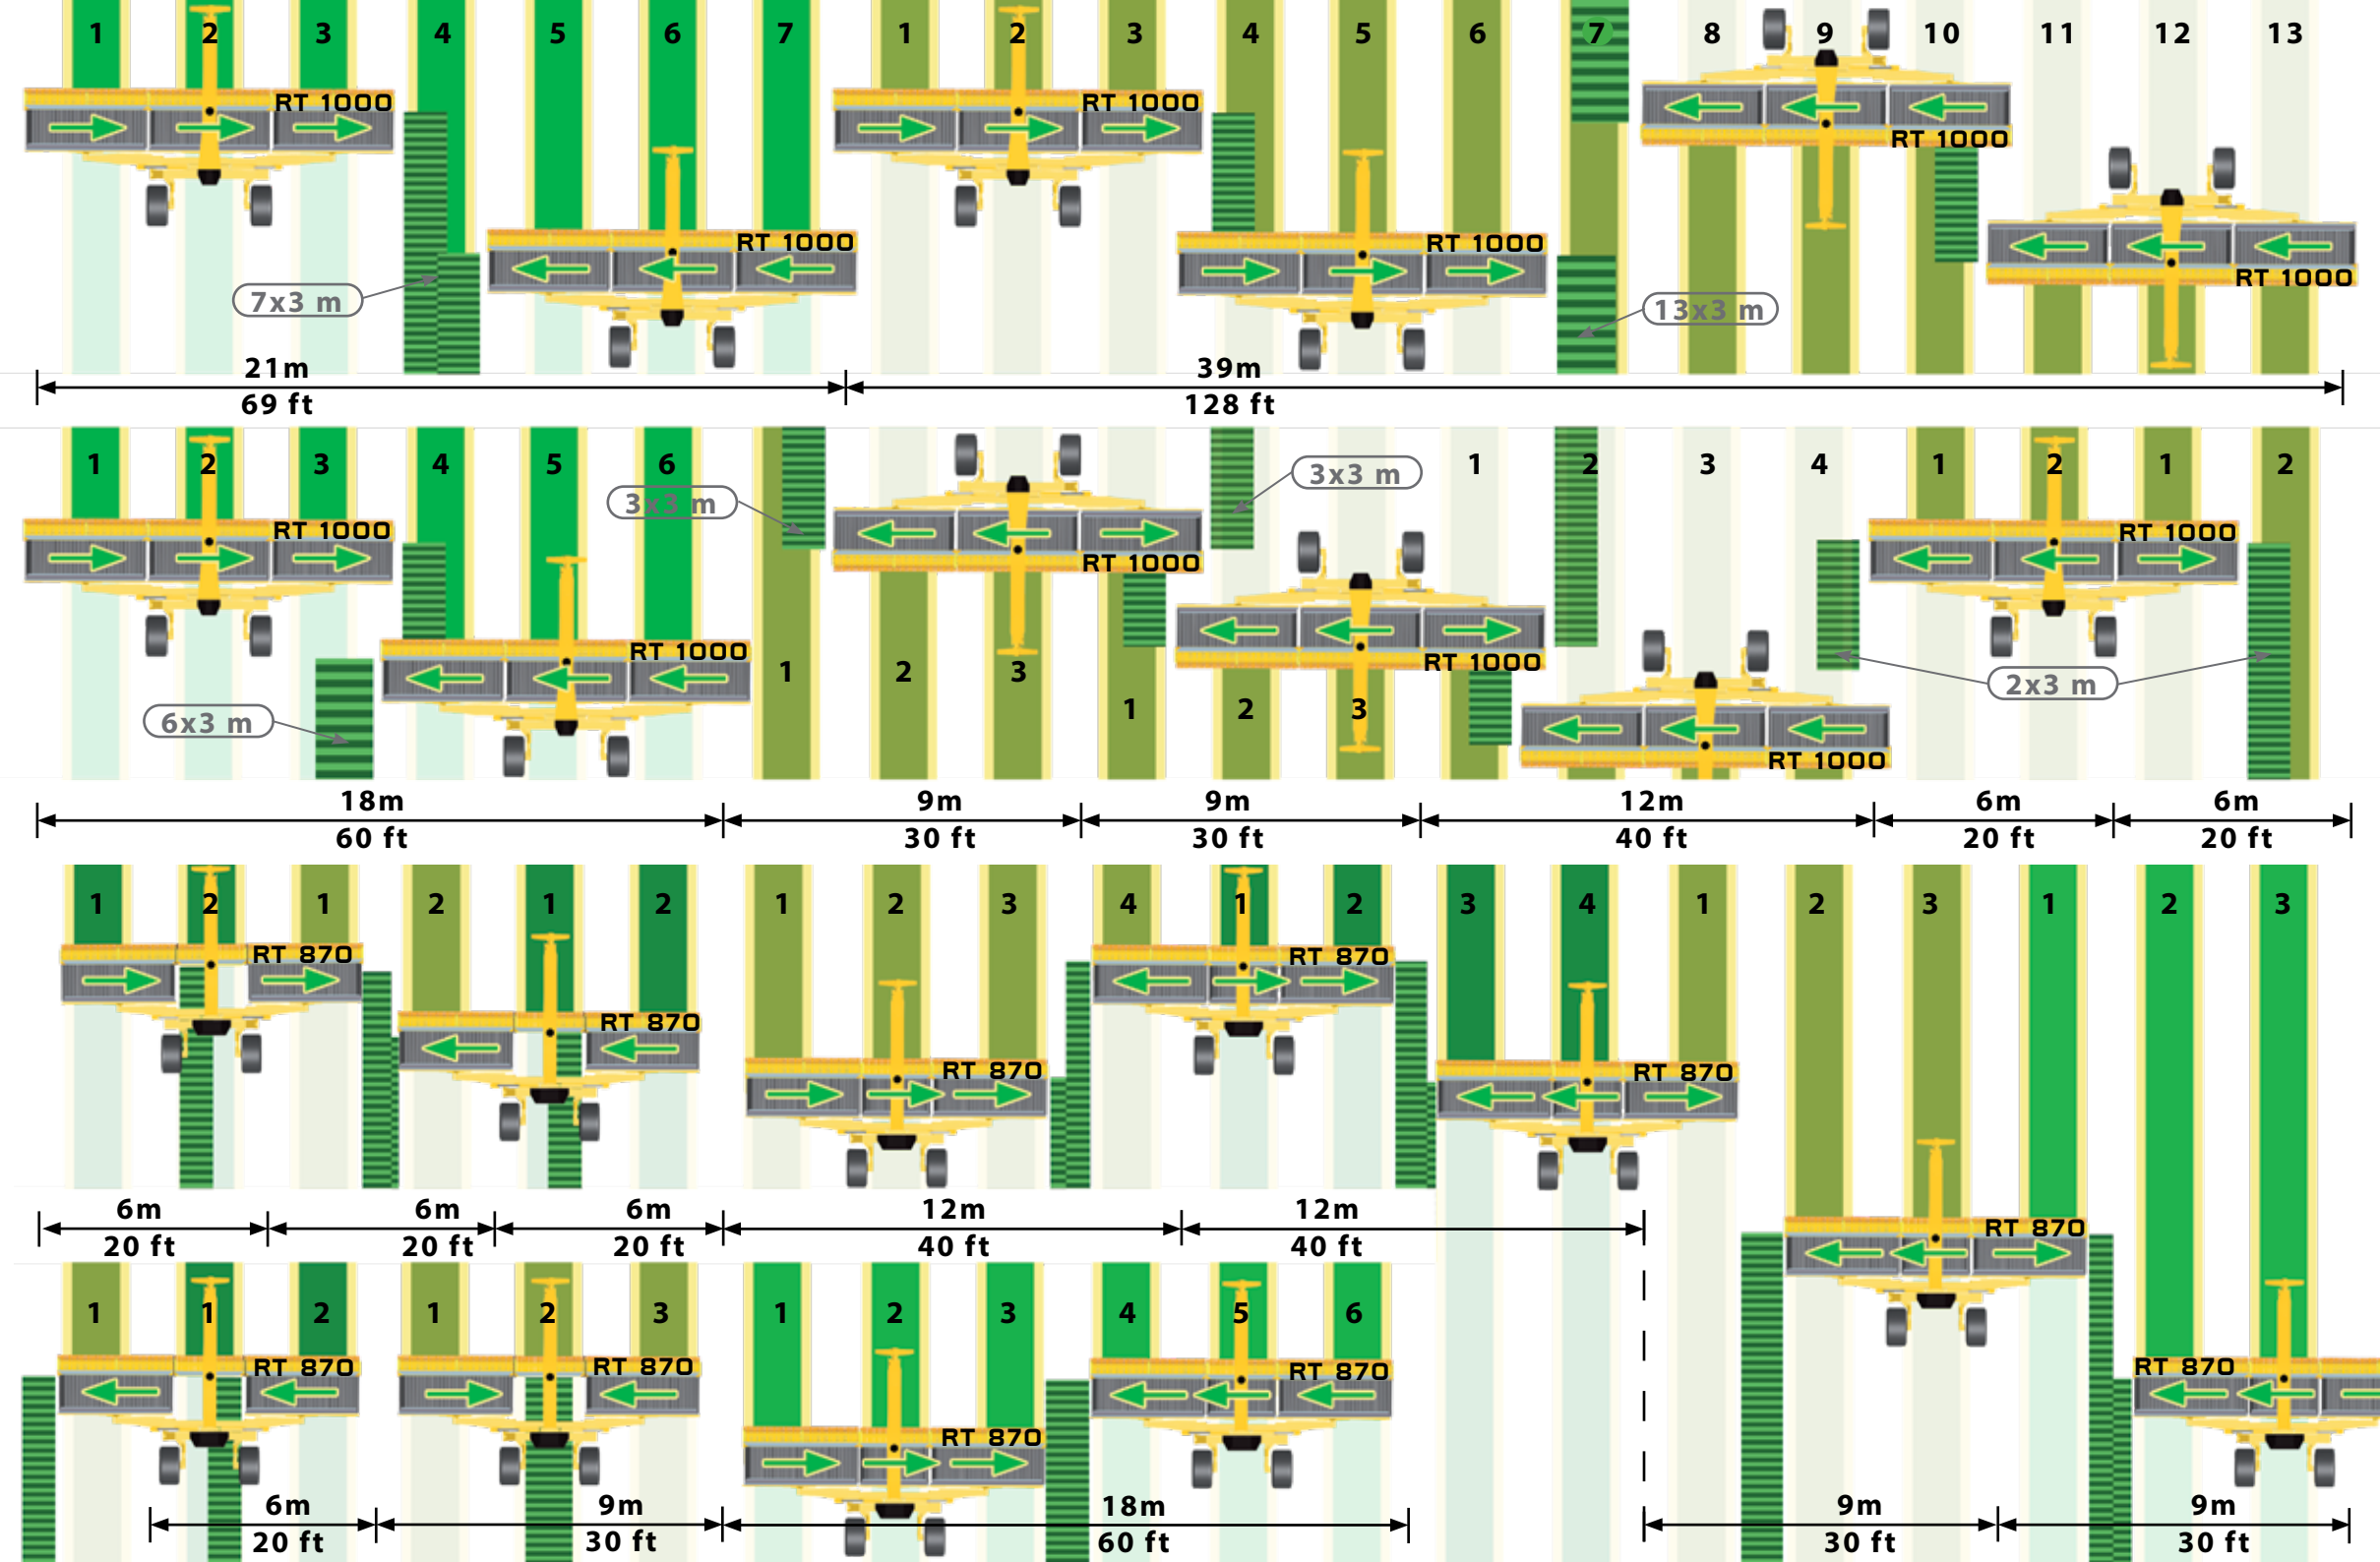 1 2 3 4 5 6 7 1 2 3 4 5 6 7 8 9 10 11 12 13
RT 1000 RT 1000 RT 1000
RT 1000 RT 1000 RT 1000
7x3 m 13x3 m
21m 39m
69 ft 128 ft
1 2 3 4 5 6 1 2 3 4 1 2 1 2
3x3 m 3x3 m
RT 1000 RT 1000 RT 1000
RT 1000 RT 1000
1 2 3 1 2 3
6x3 m 2x3 m
RT 1000
18m 9m 9m 12m 6m 6m
60 ft 30 ft 30 ft 40 ft 20 ft 20 ft
1 2 1 2 1 2 1 2 3 4 1 2 3 4 1 2 3 1 2 3
RT 870 RT 870
RT 870
RT 870 RT 870
6m 6m 6m 12m 12m
20 ft 20 ft 20 ft 40 ft 40 ft
RT 870
1 1 2 1 2 3 1 2 3 4 5 6
RT 870 RT 870 RT 870 RT 870
RT 870
6m 9m 18m 9m 9m
20 ft 30 ft 60 ft 30 ft 30 ft